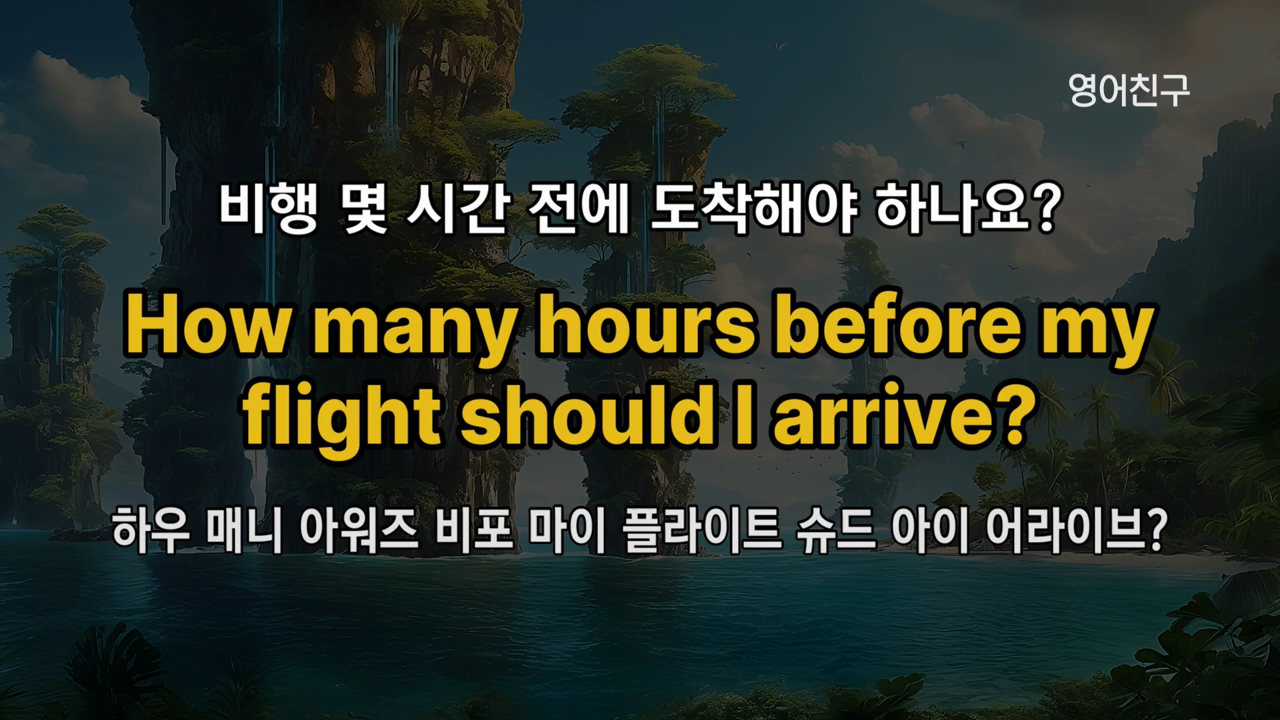 영어친구
비행 몇 시간 전에 도착해야 하나요?
How many hours before my
flight should I arrive?
하우 매니 아워즈 비포 마이 플라이트 슈드 아이 어라이브?